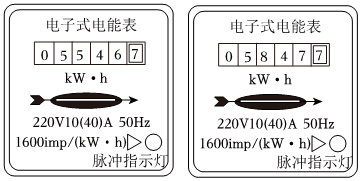 电子式电能表
0 5 5 4 6 7
kW·h
220V10(40)A 50Hz
1600imp/(kW·h)
脉冲指示灯
电子式电能表
0 5 8 4 7 7
kW·h
220V10(40)A 50Hz
1600imp/(kW·h)
脉冲指示灯